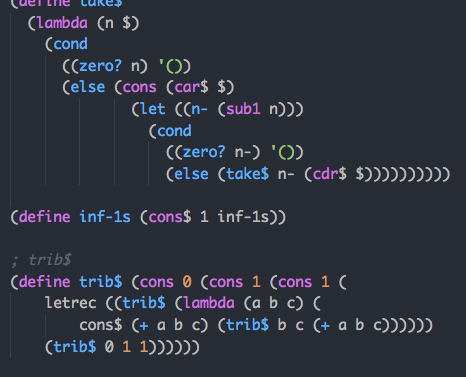 (define take$
(lambda (n $)
(cond
((zero? n) '())
(else (cons (car$ $)
(let ((n- (sub1 n)))
(cond
((zero? n-) '())
(else (take$ n- (cdr$ $))))))))))
(define inf-1s (cons$ 1 inf-1s))
; trib$
(define trib$ (cons 0 (cons 1 (cons 1 (
letrec ((trib$ (lambda (a b c) (
cons$ (+ a b c) (trib$ b c (+ a b c))))))
(trib$ 0 1 1))))))